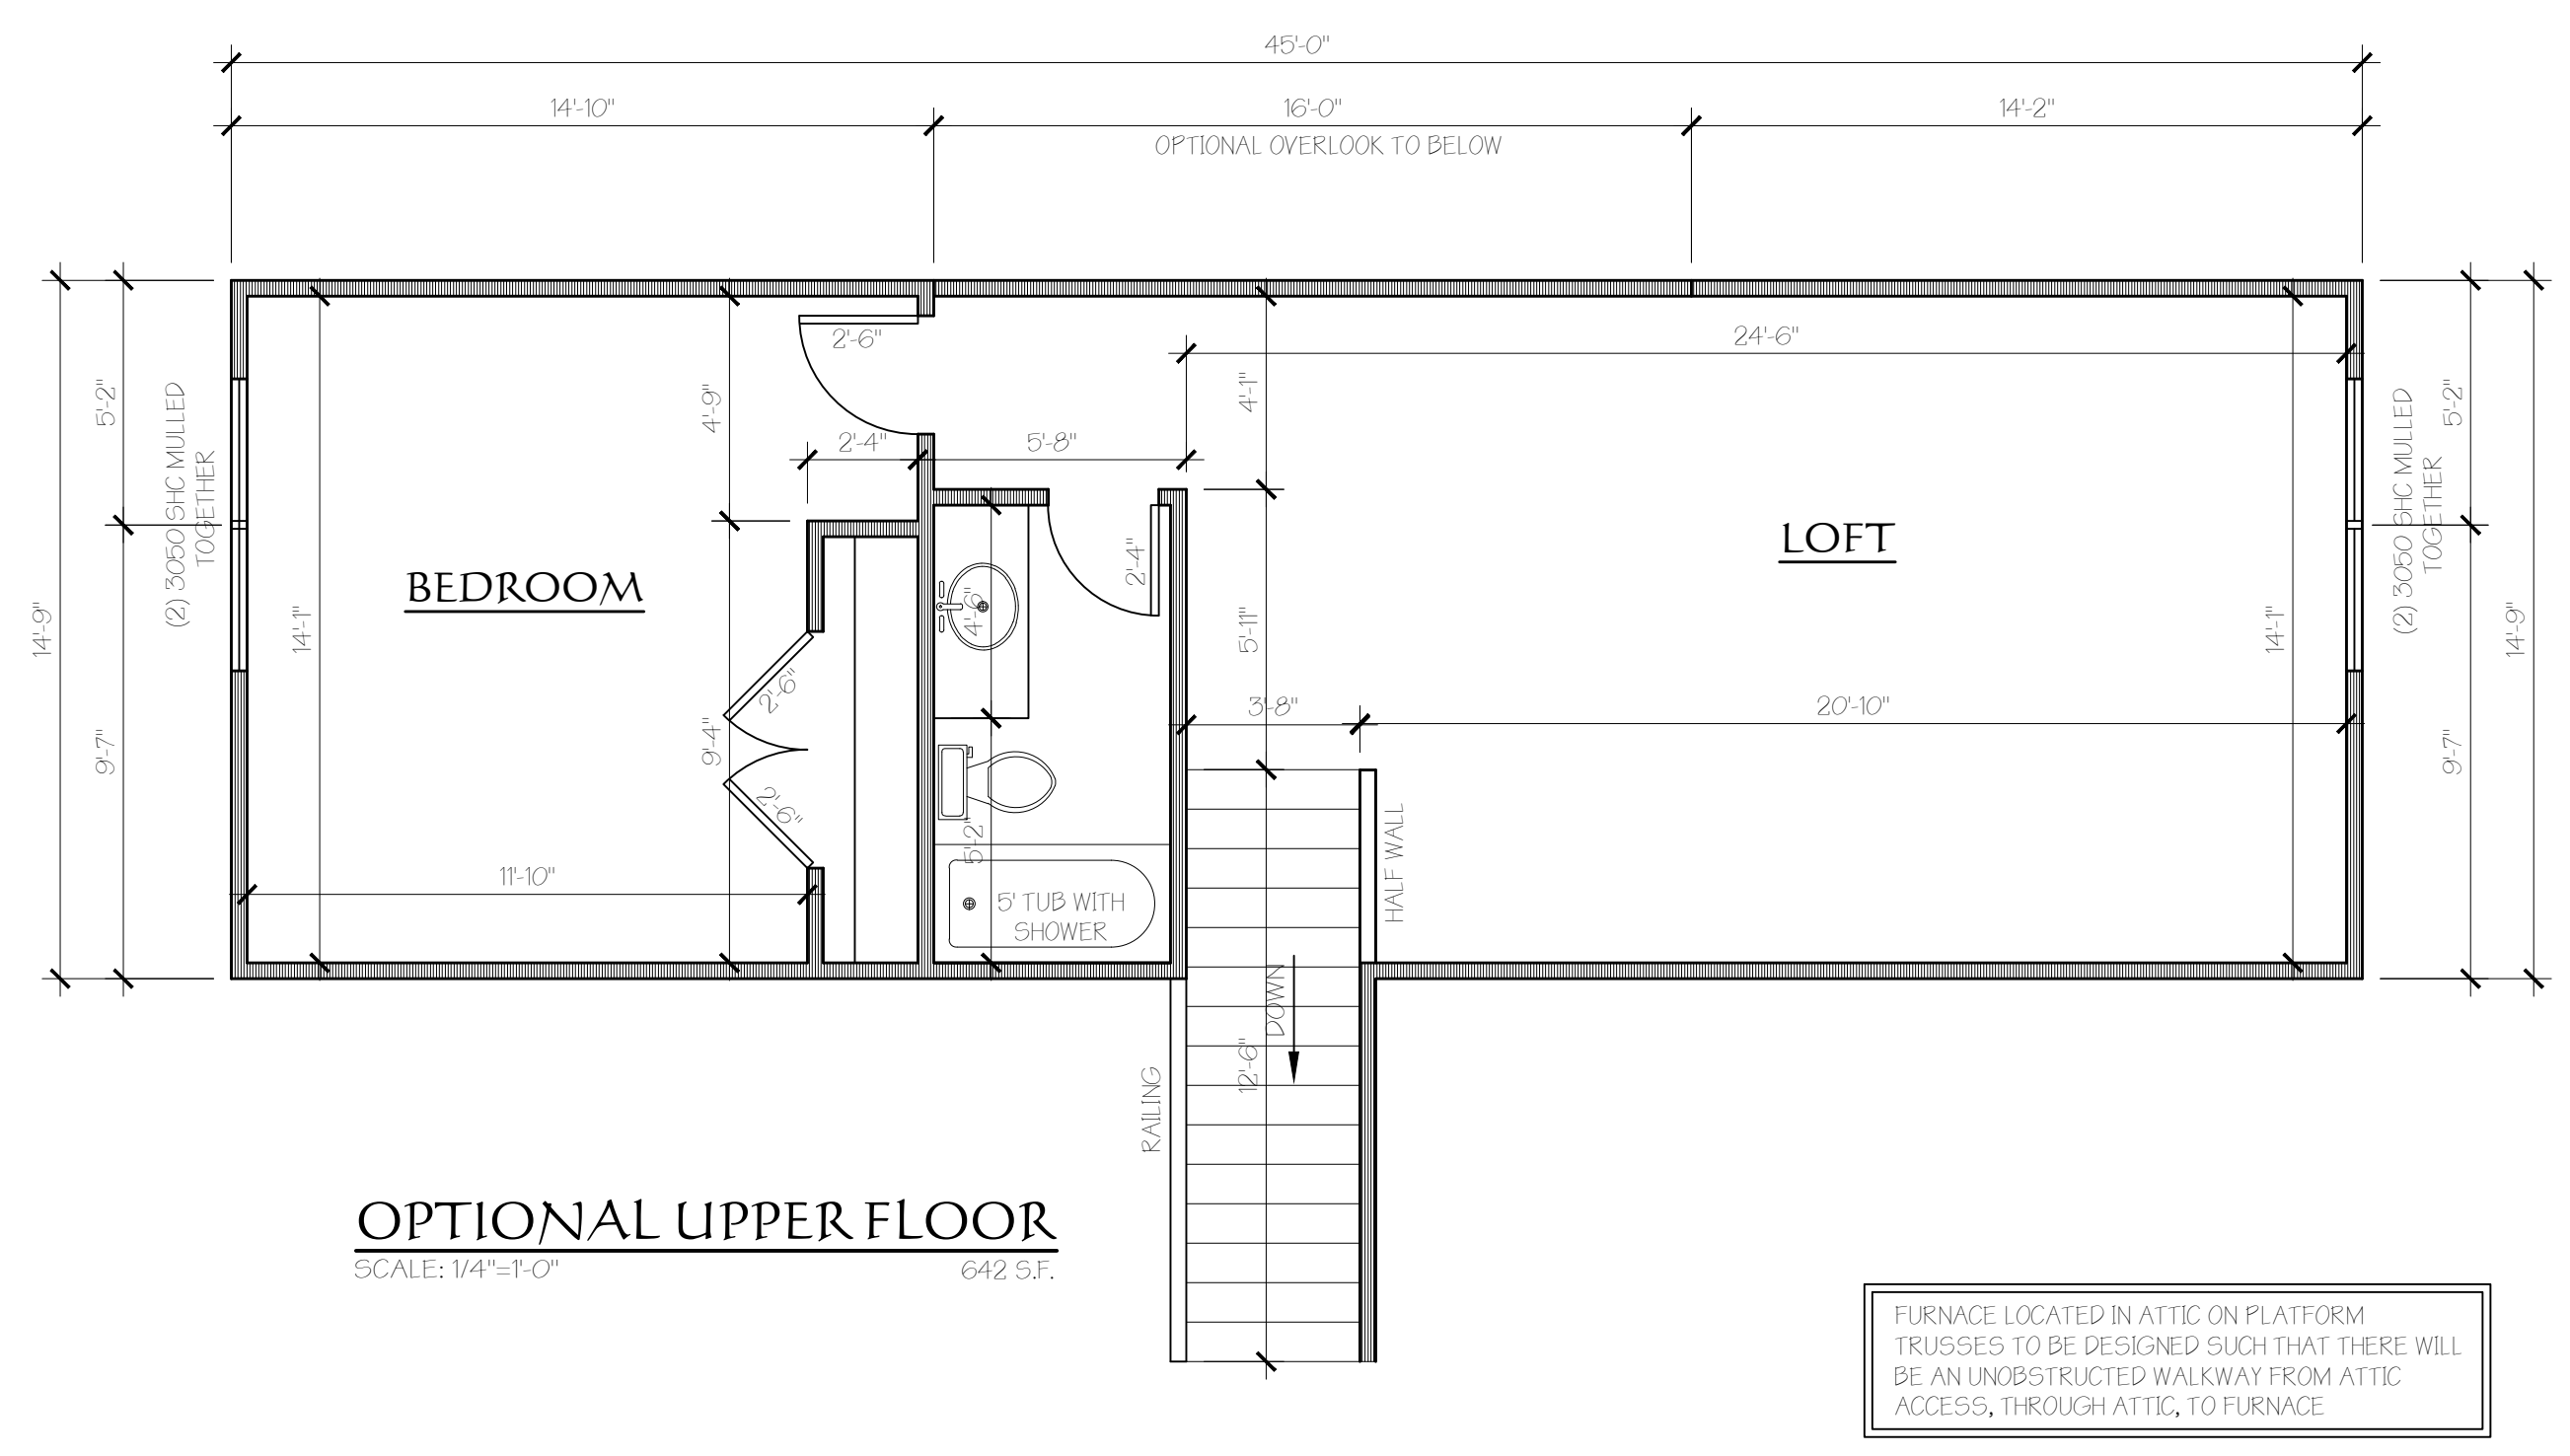 45'-0"
14'-10"
16'-0"
14'-2"
OPTIONAL OVERLOOK TO BELOW
2'-6"
24'-6"
5'-2"
(2) 3050 SHC MULLED
TOGETHER
4'-9"
4'-1"
2'-4"
5'-8"
(2) 3050 SHC MULLED
TOGETHER
5'-2"
LOFT
BEDROOM
2'-4"
4'-6"
14'-9"
14'-1"
5'-11"
14'-1"
14'-9"
2'-6"
3'-8"
20'-10"
9'-7"
9'-4"
9'-7"
2'-6"
5'-2"
HALF WALL
11'-10"
5' TUB WITH
SHOWER
DOWN
12'-6"
RAILING
OPTIONAL UPPER FLOOR
SCALE: 1/4"=1'-0"
642 S.F.
FURNACE LOCATED IN ATTIC ON PLATFORM
TRUSSES TO BE DESIGNED SUCH THAT THERE WILL
BE AN UNOBSTRUCTED WALKWAY FROM ATTIC
ACCESS, THROUGH ATTIC, TO FURNACE